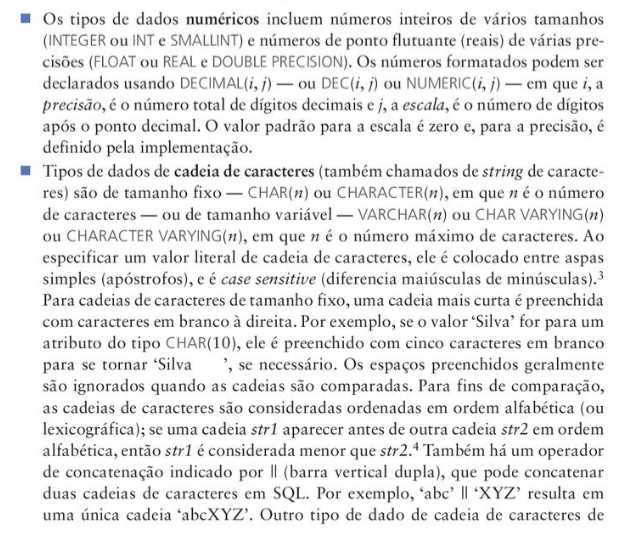 ■ Os tipos de dados numéricos incluem números inteiros de vários tamanhos
(INTEGER ou INT e SMALLINT) e números de ponto flutuante (reais) de várias pre-
cisões (FLOAT ou REAL e DOUBLE PRECISION). Os números formatados podem ser
declarados usando DECIMAL(i, j) — ou DEC(i, j) ou NUMERIC(i, j) — em que i, a
precisão, é o número total de dígitos decimais e j, a escala, é o número de dígitos
após o ponto decimal. O valor padrão para a escala é zero e, para a precisão, é
definido pela implementação.
■ Tipos de dados de cadeia de caracteres (também chamados de string de caracte-
res) são de tamanho fixo — CHAR(n) ou CHARACTER(n), em que n é o número
de caracteres — ou de tamanho variável — VARCHAR(n) ou CHAR VARYING(n)
ou CHARACTER VARYING(n), em que n é o número máximo de caracteres. Ao
especificar um valor literal de cadeia de caracteres, ele é colocado entre aspas
simples (apóstrofos), e é case sensitive (diferencia maiúsculas de minúsculas).³
Para cadeias de caracteres de tamanho fixo, uma cadeia mais curta é preenchida
com caracteres em branco à direita. Por exemplo, se o valor ‘Silva’ for para um
atributo do tipo CHAR(10), ele é preenchido com cinco caracteres em branco
para se tornar ‘Silva     ’, se necessário. Os espaços preenchidos geralmente
são ignorados quando as cadeias são comparadas. Para fins de comparação,
as cadeias de caracteres são consideradas ordenadas em ordem alfabética (ou
lexicográfica); se uma cadeia str1 aparecer antes de outra cadeia str2 em ordem
alfabética, então str1 é considerada menor que str2.⁴ Também há um operador
de concatenação indicado por || (barra vertical dupla), que pode concatenar
duas cadeias de caracteres em SQL. Por exemplo, ‘abc’ || ‘XYZ’ resulta em
uma única cadeia ‘abcXYZ’. Outro tipo de dado de cadeia de caracteres de